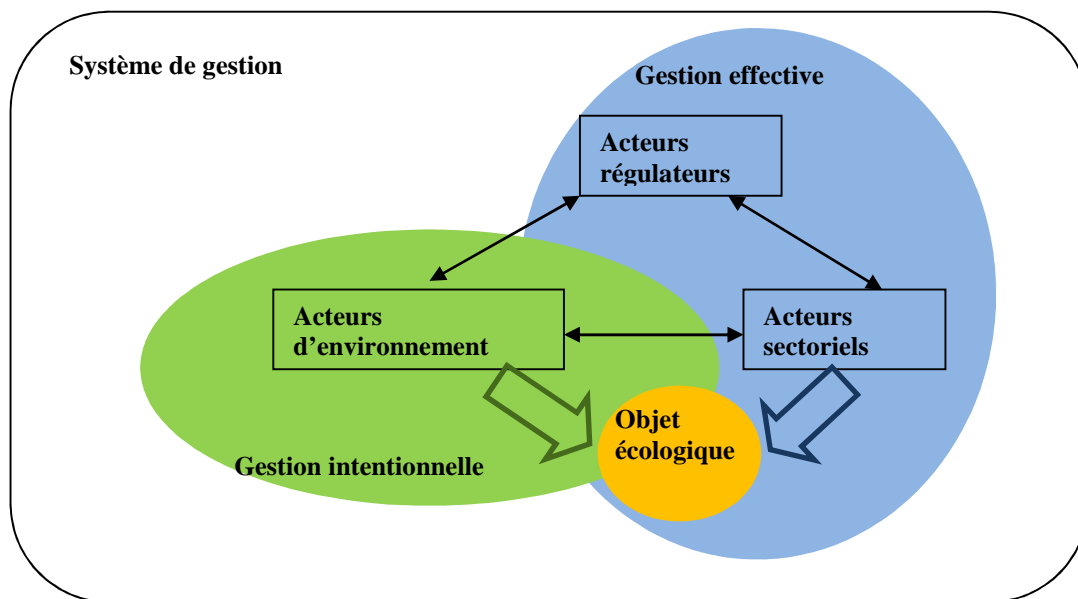 Système de gestion
Gestion effective
Acteurs
régulateurs
Acteurs
d’environnement
Acteurs
sectoriels
Objet
écologique
Gestion intentionnelle